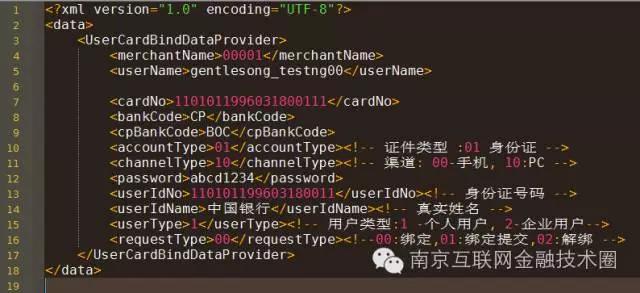 1 <?xml version="1.0" encoding="UTF-8"?>
2 <data>
3 <UserCardBindDataProvider>
4 <merchantName>00001</merchantName>
5 <userName>gentlesong_testng00</userName>
6
7 <cardNo>1101011996031800111</cardNo>
8 <bankCode>CP</bankCode>
9 <cpBankCode>BOC</cpBankCode>
10 <accountType>01</accountType><!-- 证件类型 :01 身份证 -->
11 <channelType>10</channelType><!-- 渠道: 00-手机, 10:PC -->
12 <password>abcd1234</password>
13 <userIdNo>110101199603180011</userIdNo><!-- 身份证号码 -->
14 <userIdName>中国银行</userIdName><!-- 真实姓名 -->
15 <userType>1</userType><!-- 用户类型:1 -个人用户, 2-企业用户-->
16 <requestType>00</requestType><!--00:绑定,01:绑定提交,02:解绑 -->
17 </UserCardBindDataProvider>
18 </data>
19
南京互联网金融技术圈